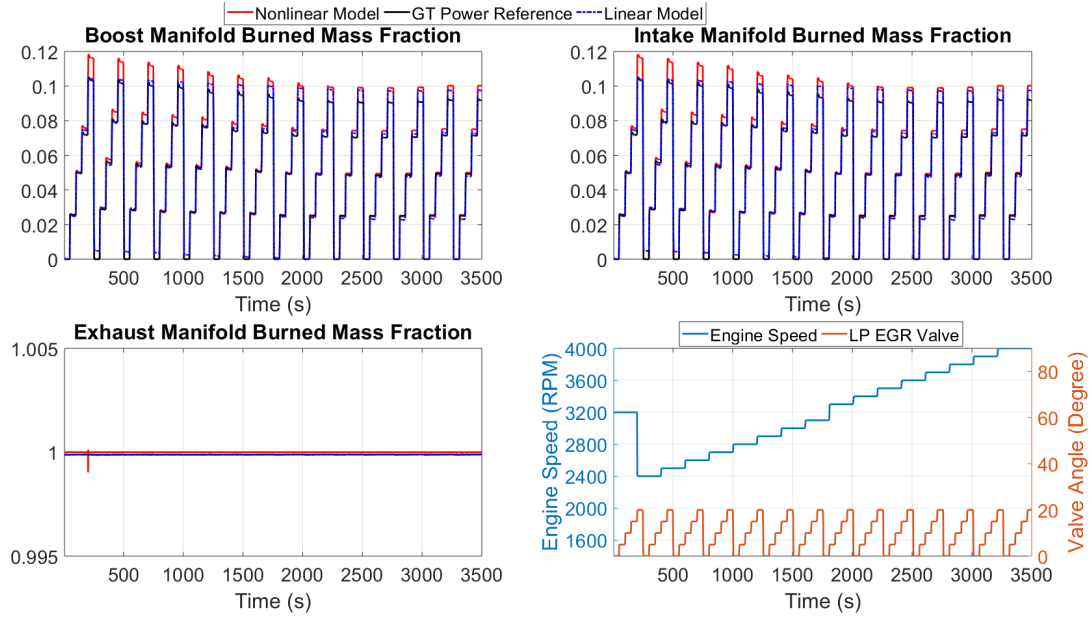 Nonlinear Model GT Power Reference Linear Model
Boost Manifold Burned Mass Fraction
0.12
0.1
0.08
0.06
0.04
0.02
0
500 1000 1500 2000 2500 3000 3500
Time (s)
Intake Manifold Burned Mass Fraction
0.12
0.1
0.08
0.06
0.04
0.02
0
500 1000 1500 2000 2500 3000 3500
Time (s)
Exhaust Manifold Burned Mass Fraction
1.005
1
0.995
500 1000 1500 2000 2500 3000 3500
Time (s)
Engine Speed LP EGR Valve
Engine Speed (RPM)
4000
3600
3200
2800
2400
2000
1600
80
60
40
20
0
Valve Angle (Degree)
500 1000 1500 2000 2500 3000 3500
Time (s)